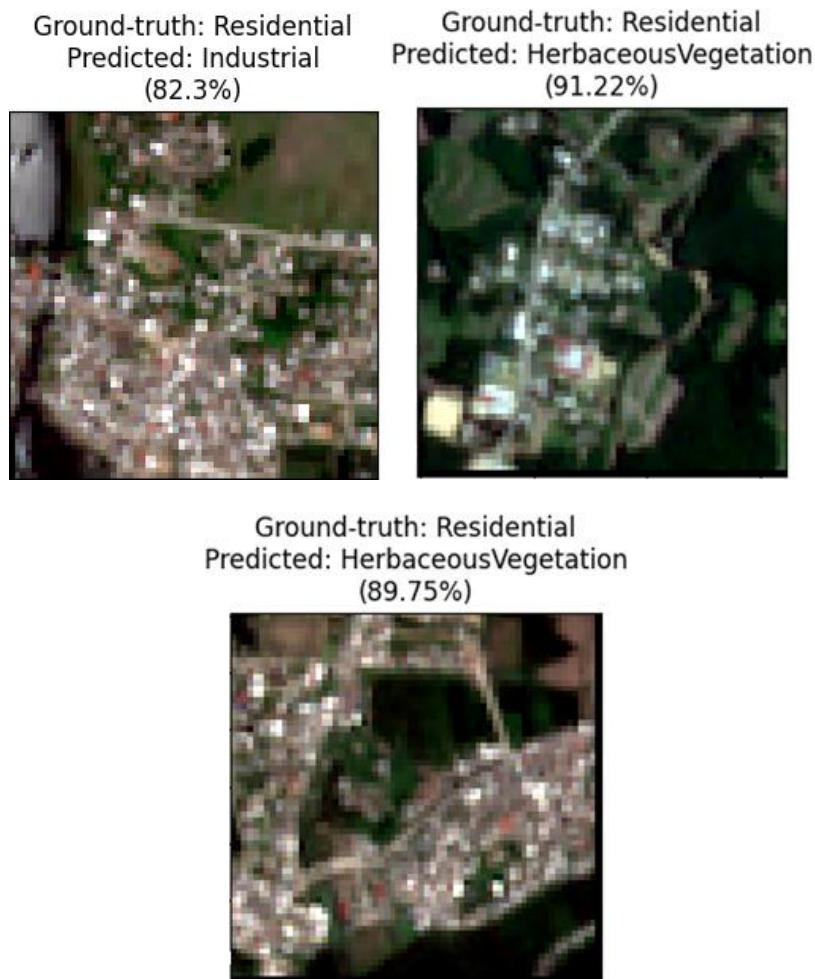 Ground-truth: Residential
Predicted: Industrial
(82.3%)
Ground-truth: Residential
Predicted: HerbaceousVegetation
(91.22%)
Ground-truth: Residential
Predicted: HerbaceousVegetation
(89.75%)